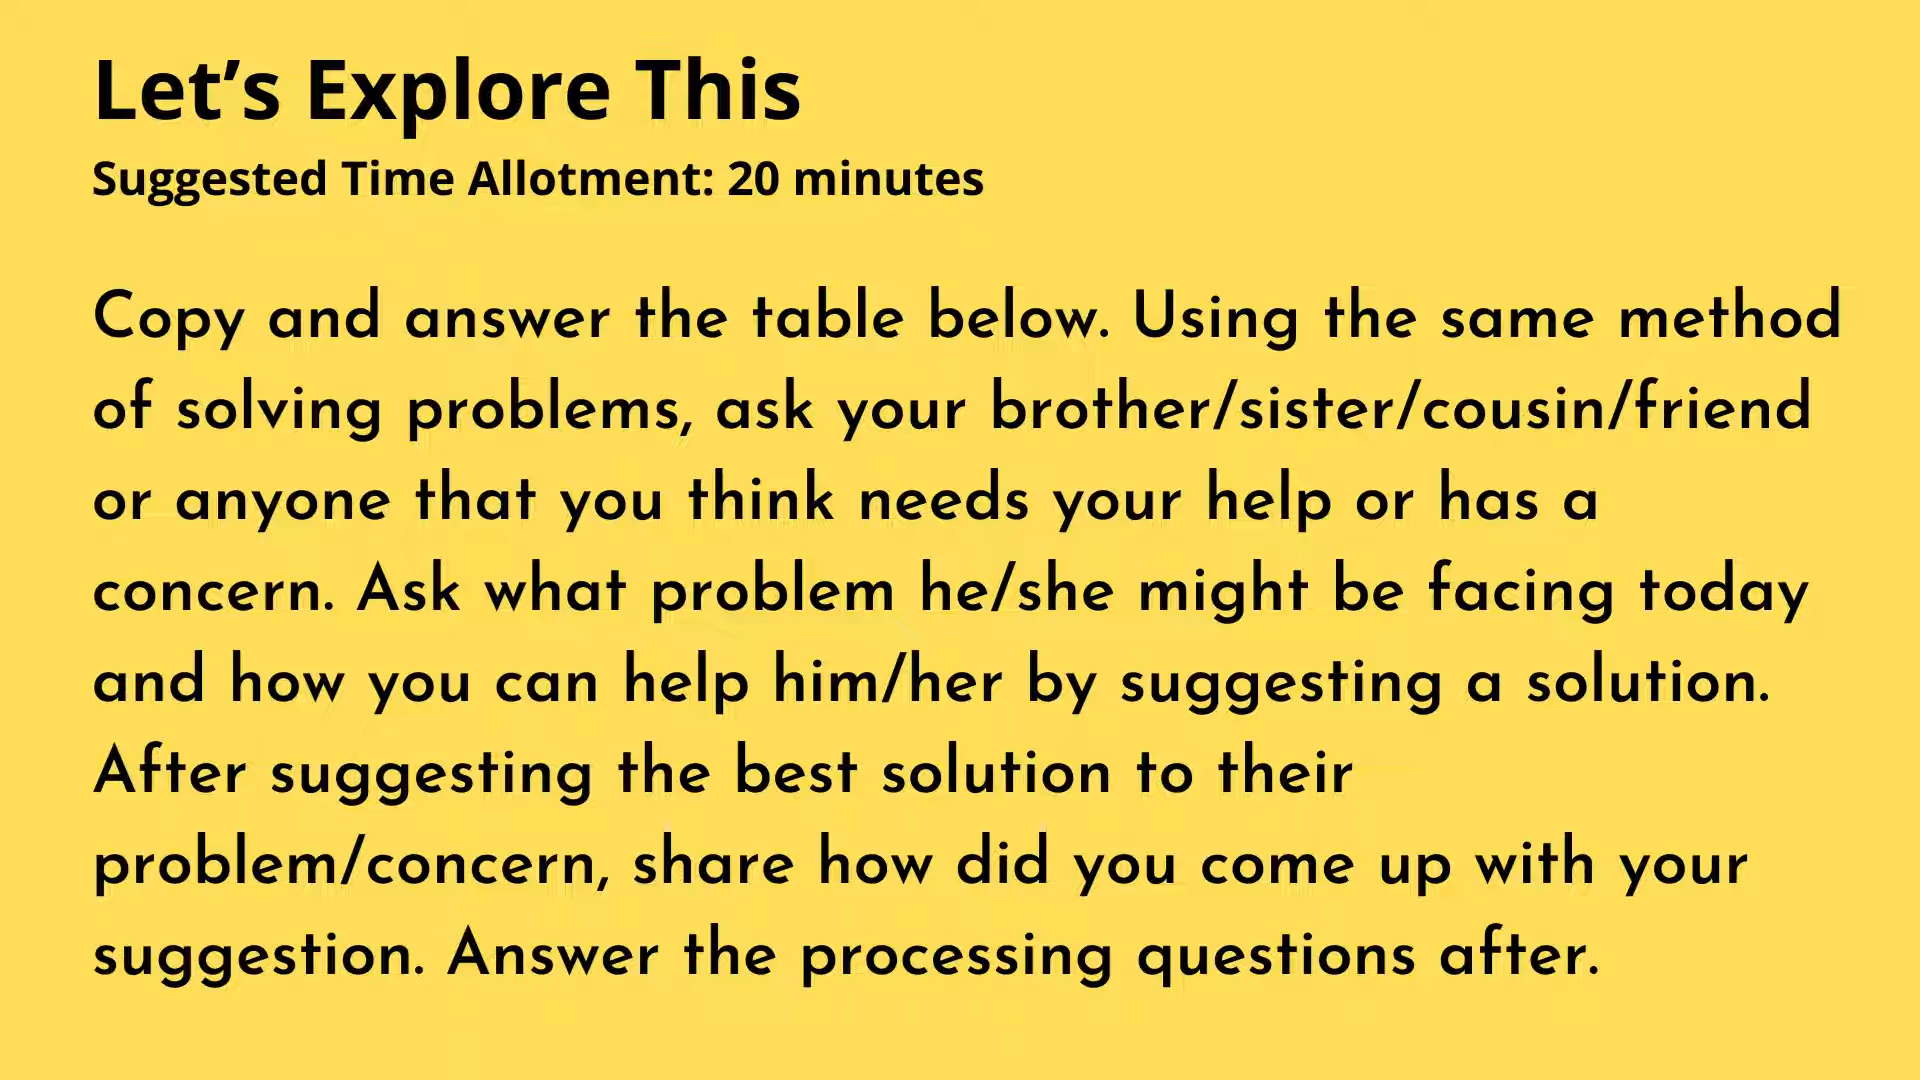 Let’s Explore This
Suggested Time Allotment: 20 minutes
Copy and answer the table below. Using the same method
of solving problems, ask your brother/sister/cousin/friend
or anyone that you think needs your help or has a
concern. Ask what problem he/she might be facing today
and how you can help him/her by suggesting a solution.
After suggesting the best solution to their
problem/concern, share how did you come up with your
suggestion. Answer the processing questions after.